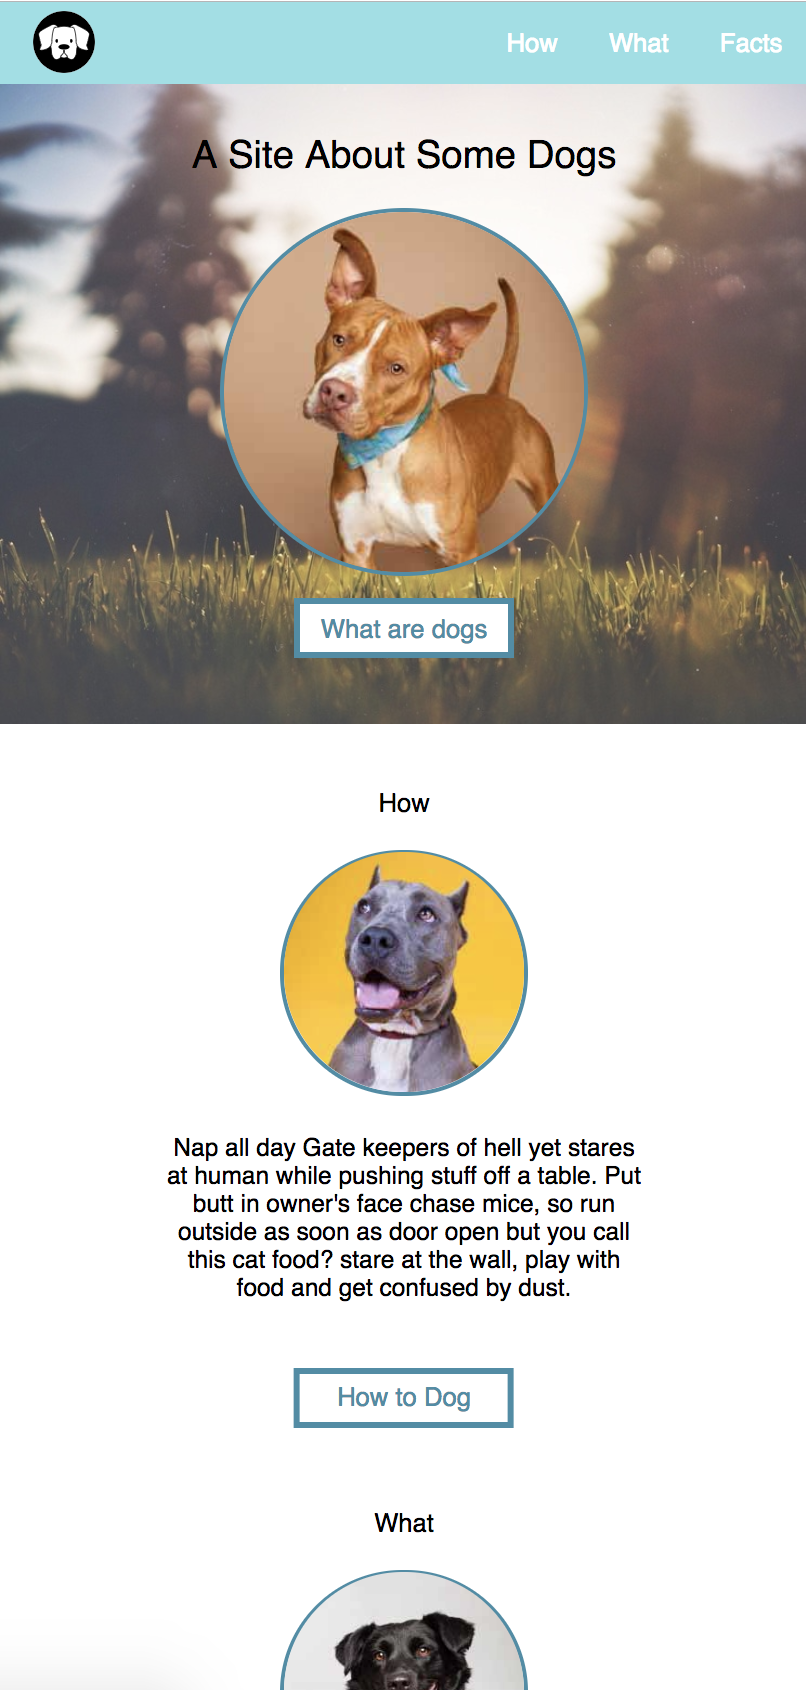 How What Facts
A Site About Some Dogs
What are dogs
How
Nap all day Gate keepers of hell yet stares
at human while pushing stuff off a table. Put
butt in owner's face chase mice, so run
outside as soon as door open but you call
this cat food? stare at the wall, play with
food and get confused by dust.
How to Dog
What